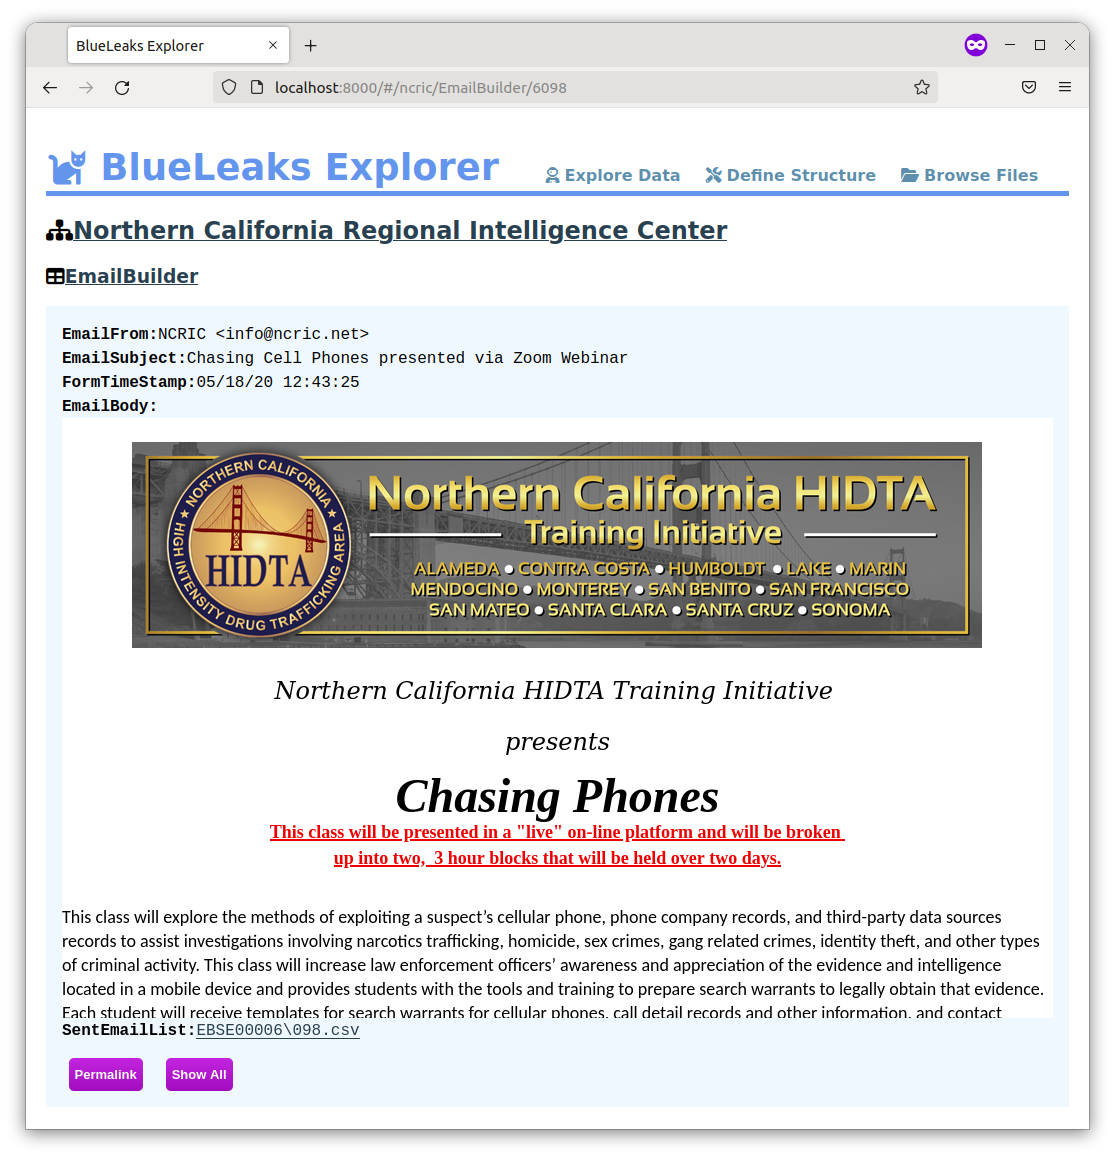 BlueLeaks Explorer
localhost:8000/#/ncric/EmailBuilder/6098
BlueLeaks Explorer
Explore Data
Define Structure
Browse Files
Northern California Regional Intelligence Center
EmailBuilder
EmailFrom:NCRIC <info@ncric.net>
EmailSubject:Chasing Cell Phones presented via Zoom Webinar
FormTimeStamp:05/18/20 12:43:25
EmailBody:
NORTHERN CALIFORNIA
HIDTA
HIGH INTENSITY DRUG TRAFFICKING AREA
Northern California HIDTA
Training Initiative
ALAMEDA ● CONTRA COSTA ● HUMBOLDT ● LAKE ● MARIN
MENDOCINO ● MONTEREY ● SAN BENITO ● SAN FRANCISCO
SAN MATEO ● SANTA CLARA ● SANTA CRUZ ● SONOMA
Northern California HIDTA Training Initiative
presents
Chasing Phones
This class will be presented in a "live" on-line platform and will be broken
up into two,  3 hour blocks that will be held over two days.
This class will explore the methods of exploiting a suspect’s cellular phone, phone company records, and third-party data sources
records to assist investigations involving narcotics trafficking, homicide, sex crimes, gang related crimes, identity theft, and other types
of criminal activity. This class will increase law enforcement officers’ awareness and appreciation of the evidence and intelligence
located in a mobile device and provides students with the tools and training to prepare search warrants to legally obtain that evidence.
Each student will receive templates for search warrants for cellular phones, call detail records and other information, and contact
SentEmailList:EBSE00006\098.csv
Permalink
Show All